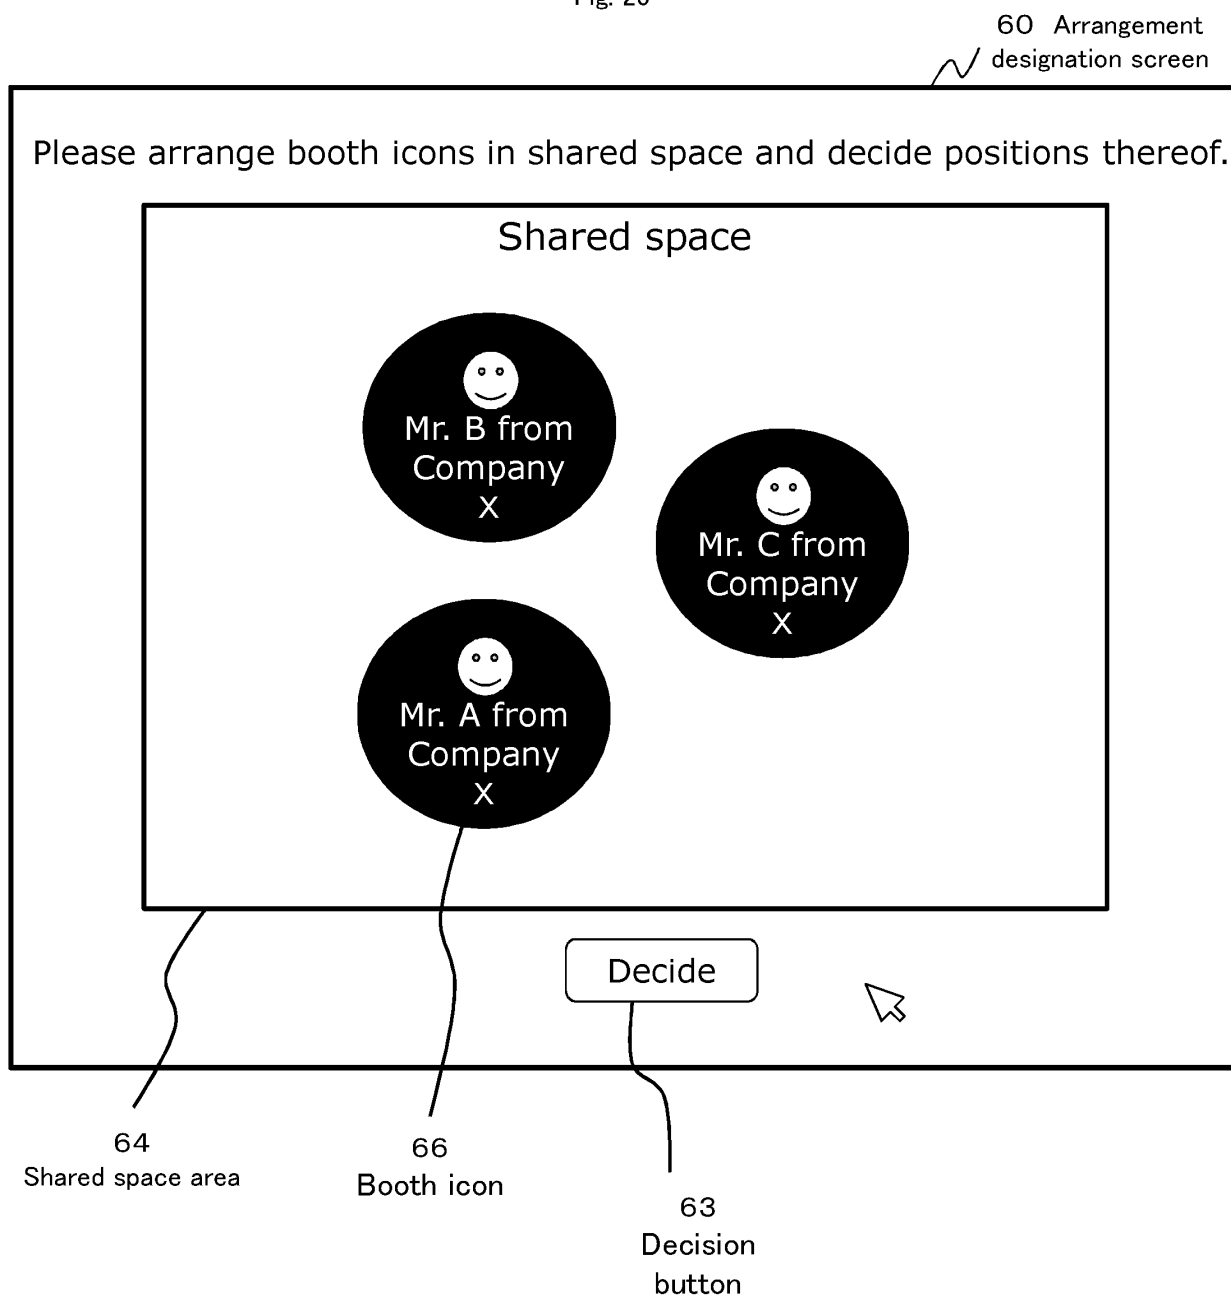 60 Arrangement
designation screen
Please arrange booth icons in shared space and decide positions thereof.
Shared space
Mr. B from
Company
X
Mr. C from
Company
X
Mr. A from
Company
X
Decide
64
Shared space area
66
Booth icon
63
Decision
button